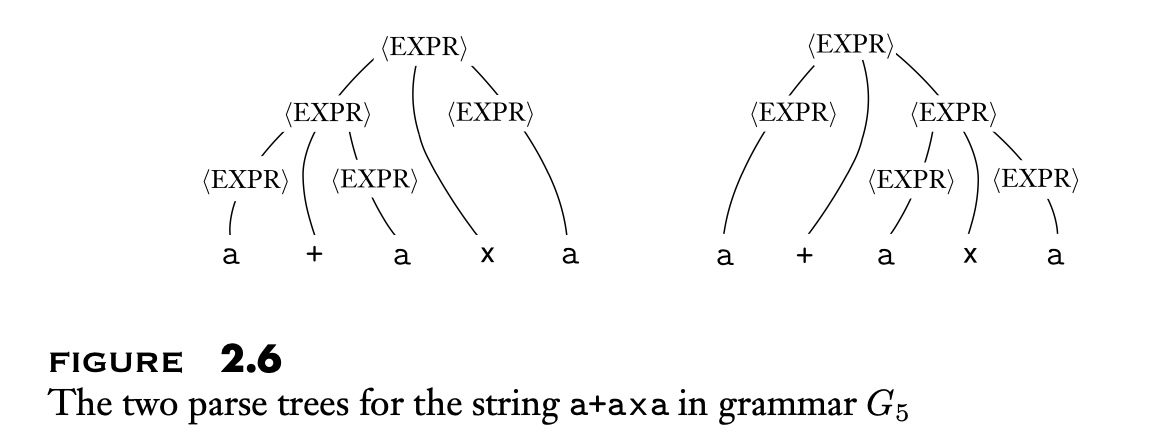 ⟨EXPR⟩ ⟨EXPR⟩
⟨EXPR⟩ ⟨EXPR⟩ ⟨EXPR⟩ ⟨EXPR⟩
⟨EXPR⟩ ⟨EXPR⟩ ⟨EXPR⟩ ⟨EXPR⟩
a + a x a a + a x a
FIGURE 2.6
The two parse trees for the string a+axa in grammar G₅